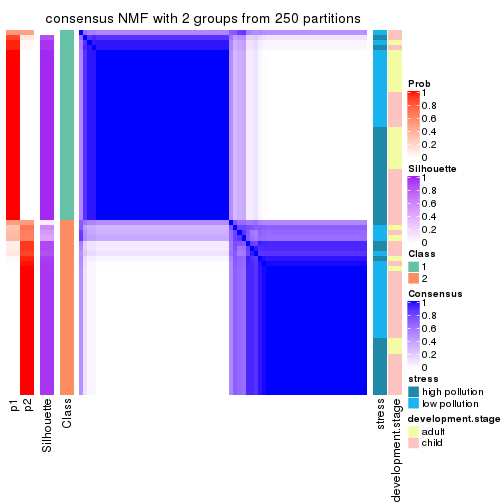 consensus NMF with 2 groups from 250 partitions
Prob
1
0.8
0.6
0.4
0.2
0
Silhouette
1
0.8
0.6
0.4
0.2
0
Class
1
2
Consensus
1
0.8
0.6
0.4
0.2
0
stress
high pollution
low pollution
development.stage
adult
child
p1
p2
Silhouette
Class
stress
development.stage